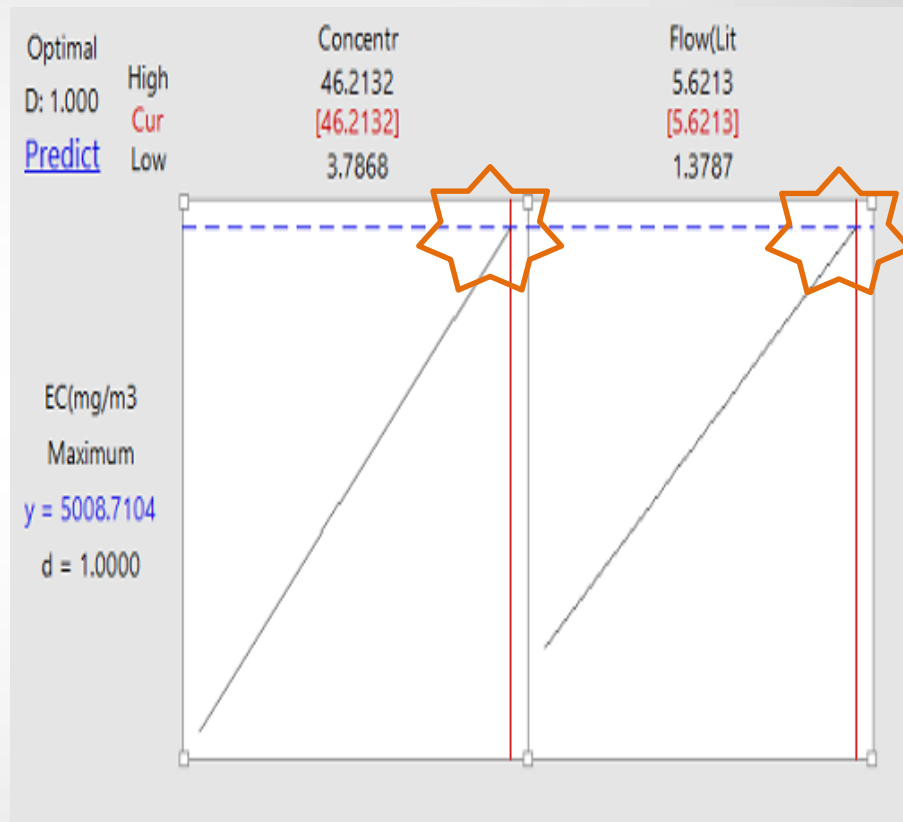 Optimal
D: 1.000
Predict
High
Cur
Low
Concentr
46.2132
[46.2132]
3.7868
Flow(Lit
5.6213
[5.6213]
1.3787
EC(mg/m3
Maximum
y = 5008.7104
d = 1.0000